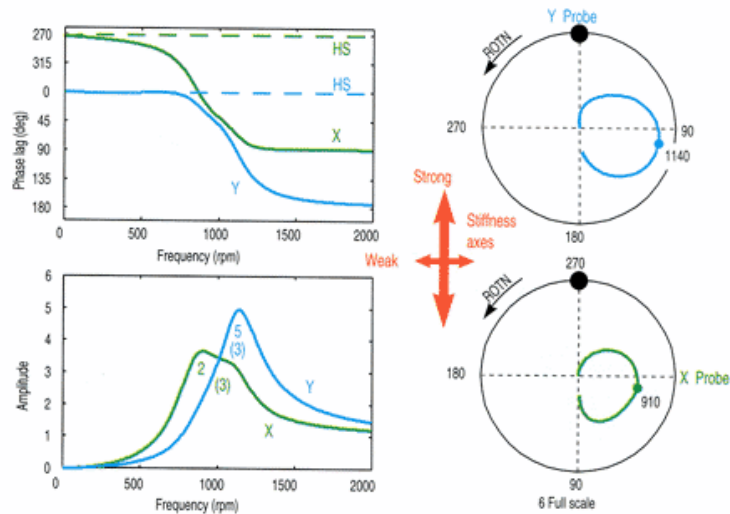 270
315
0
45
90
135
180
Phase lag (deg)
HS
HS
X
Y
0
500
1000
1500
2000
Frequency (rpm)
6
5
4
3
2
1
0
Amplitude
2
5
(3)
(3)
Y
X
0
500
1000
1500
2000
Frequency (rpm)
Strong
Stiffness
axes
Weak
Y Probe
ROTN
270
90
1140
180
270
ROTN
180
X Probe
910
90
6 Full scale